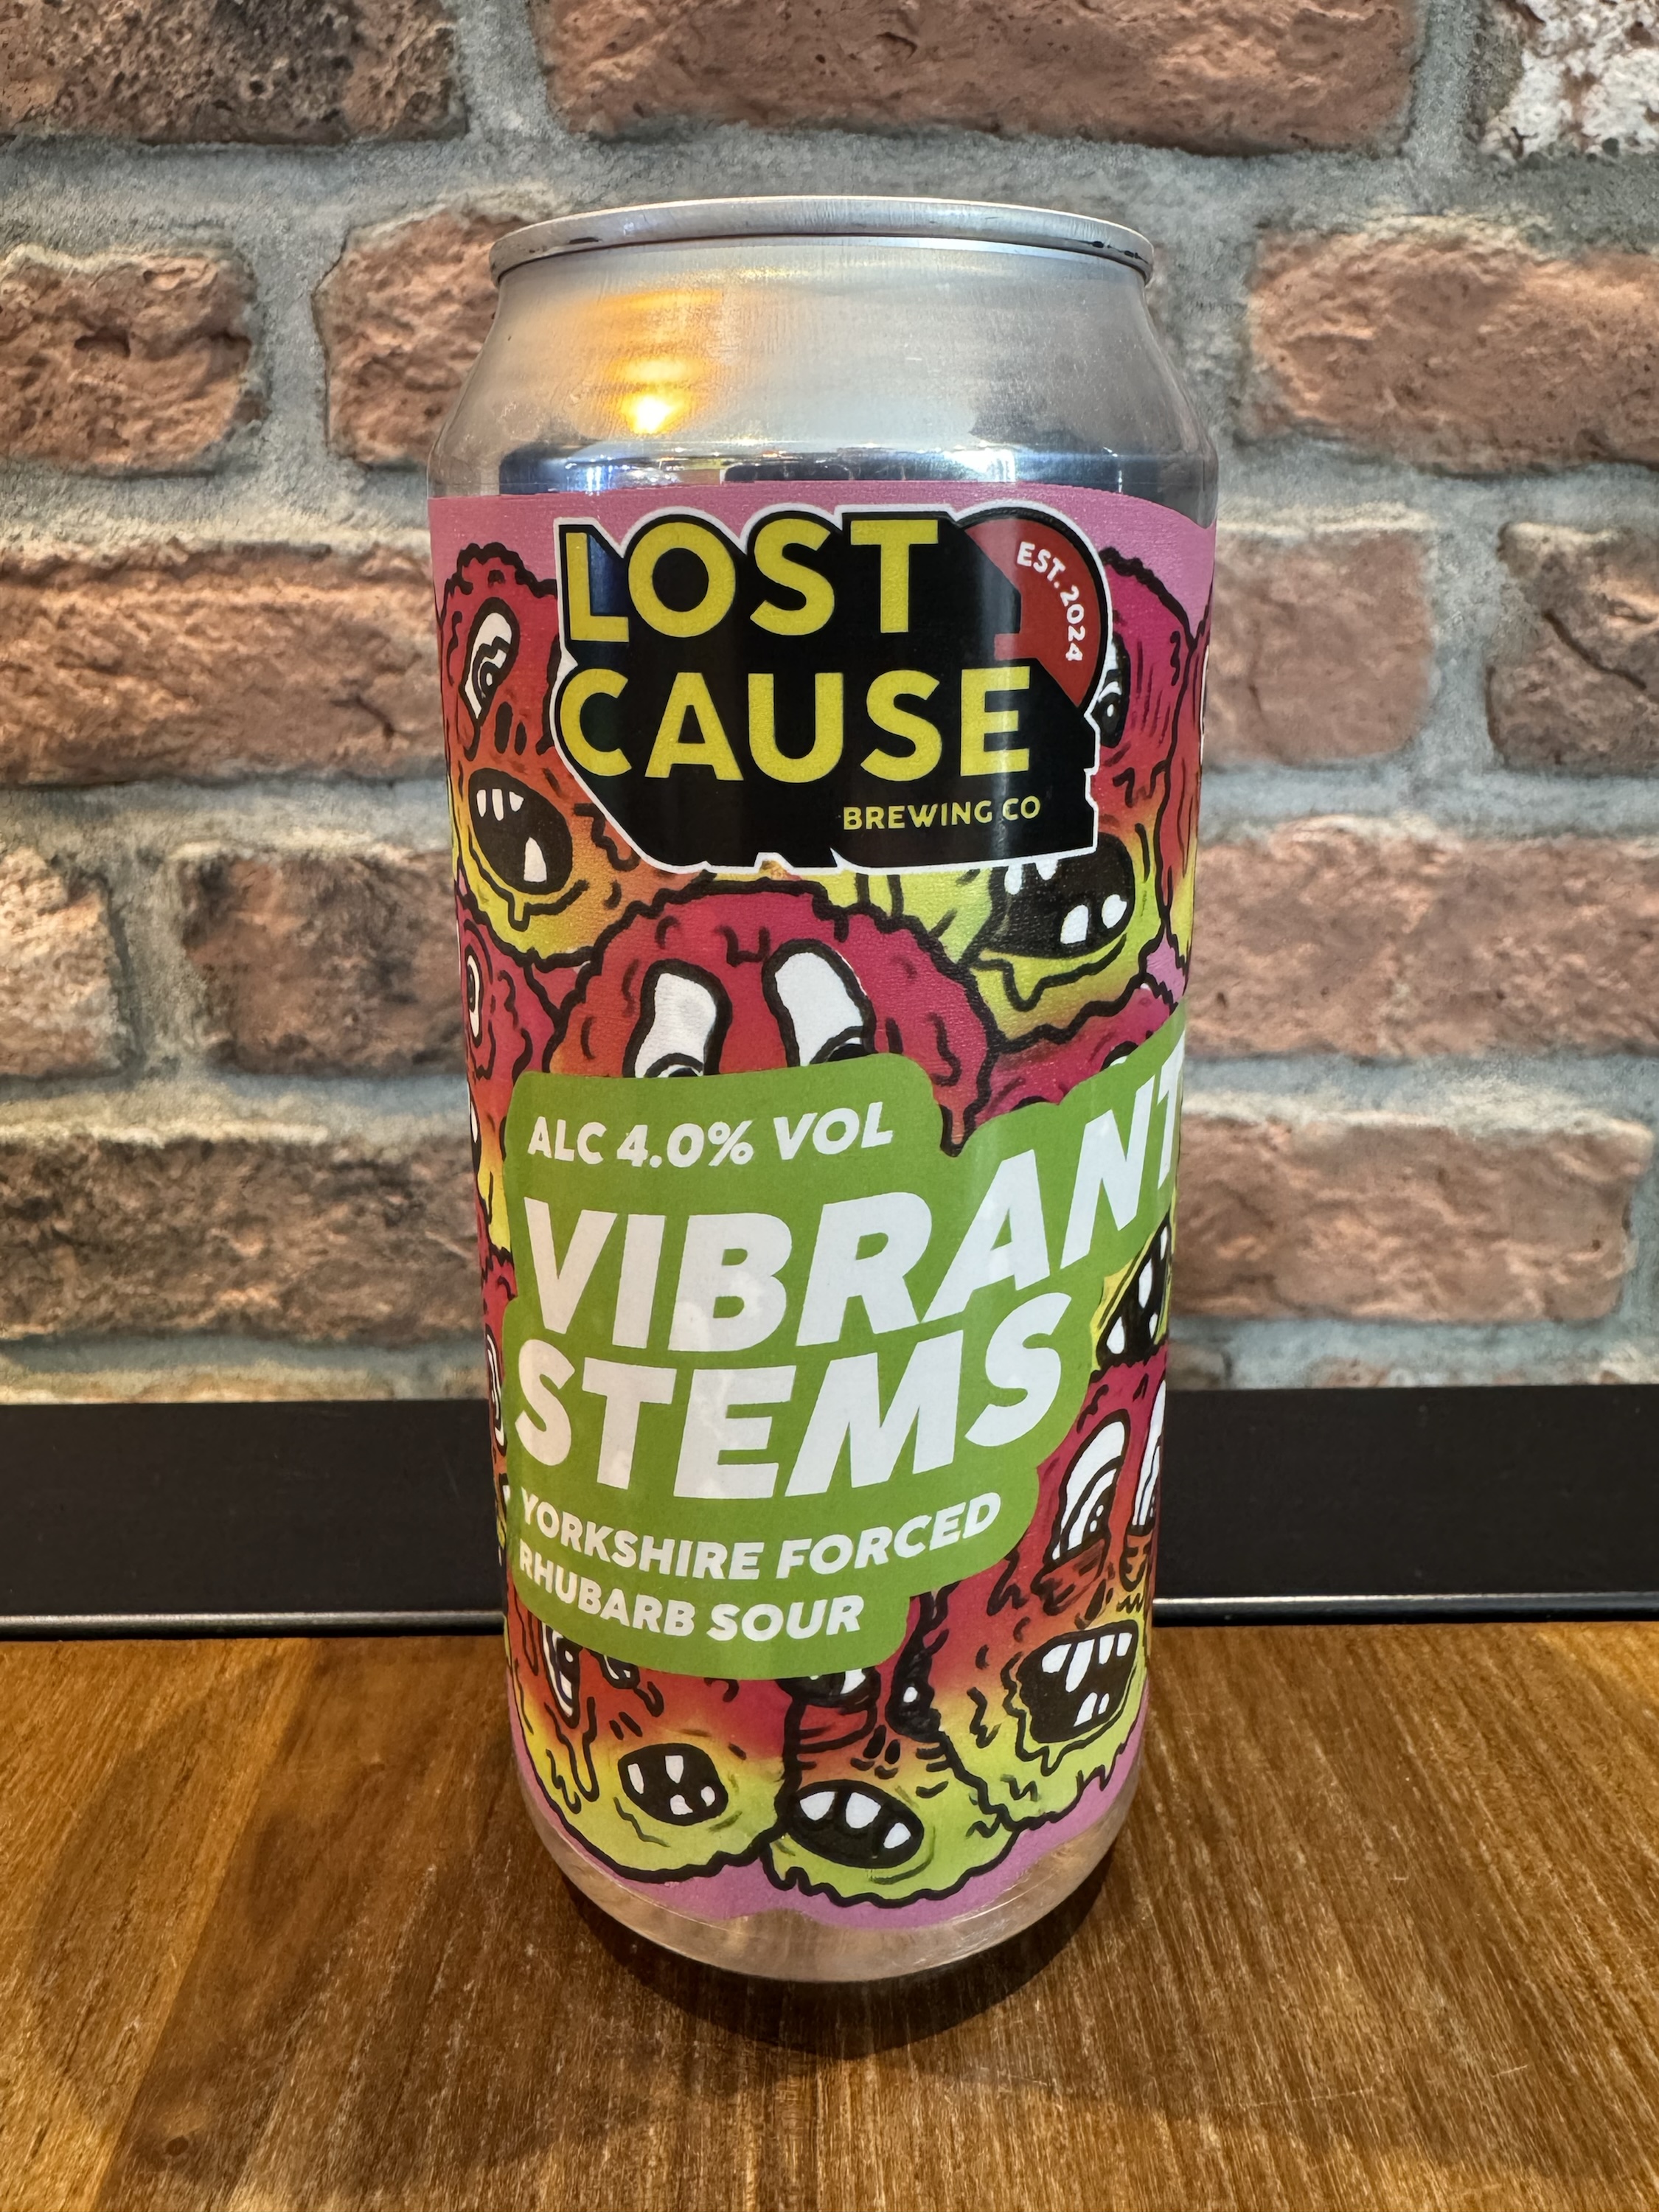 LOST
EST. 2024
CAUSE
BREWING CO
ALC 4.0% VOL
VIBRANT
STEMS
YORKSHIRE FORCED
RHUBARB SOUR